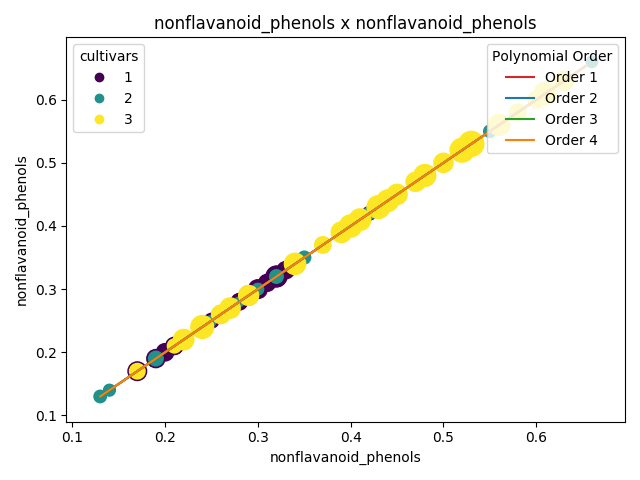 nonflavanoid_phenols x nonflavanoid_phenols
cultivars
1
2
3
Polynomial Order
Order 1
Order 2
Order 3
Order 4
nonflavanoid_phenols
0.6
0.5
0.4
0.3
0.2
0.1
0.1 0.2 0.3 0.4 0.5 0.6
nonflavanoid_phenols